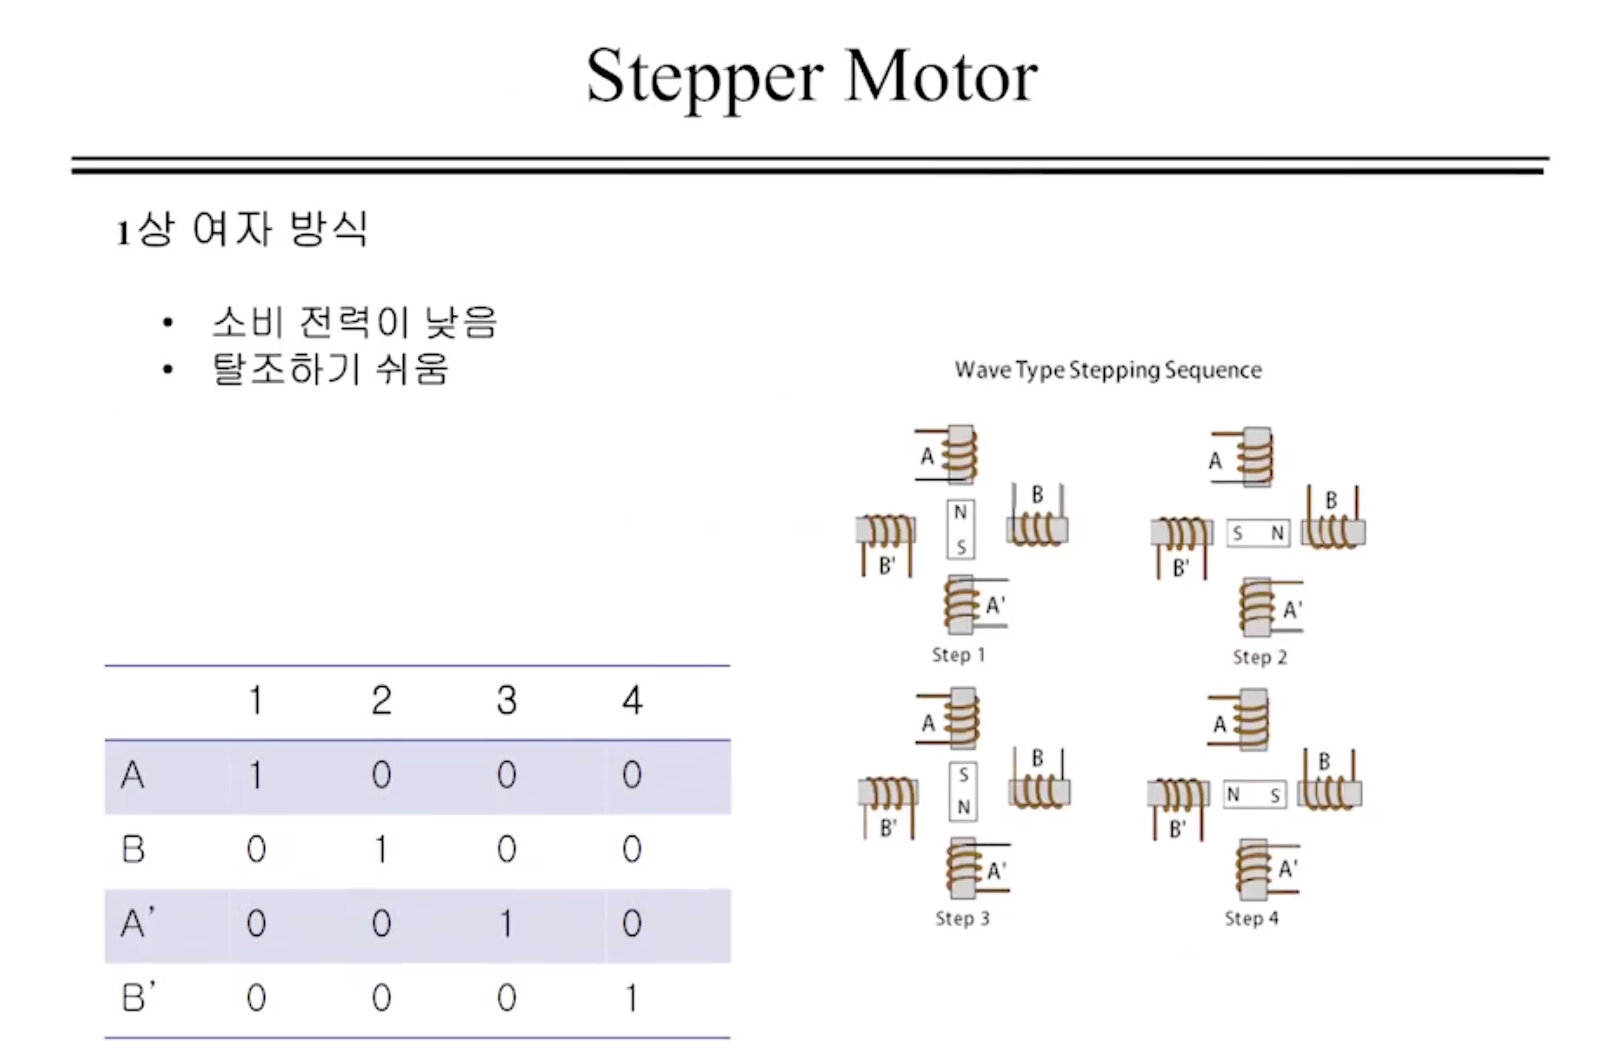 Stepper Motor
1상 여자 방식
• 소비 전력이 낮음
• 탈조하기 쉬움
Wave Type Stepping Sequence
A
B
N
S
B'
A'
Step 1
A
B
S N
B'
A'
Step 2
A
B
S
N
B'
A'
Step 3
A
B
N S
B'
A'
Step 4
1 2 3 4
A 1 0 0 0
B 0 1 0 0
A’ 0 0 1 0
B’ 0 0 0 1